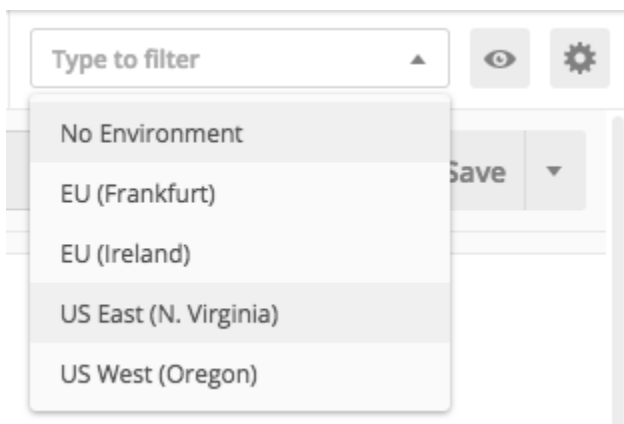 Type to filter
No Environment
Save
EU (Frankfurt)
EU (Ireland)
US East (N. Virginia)
US West (Oregon)